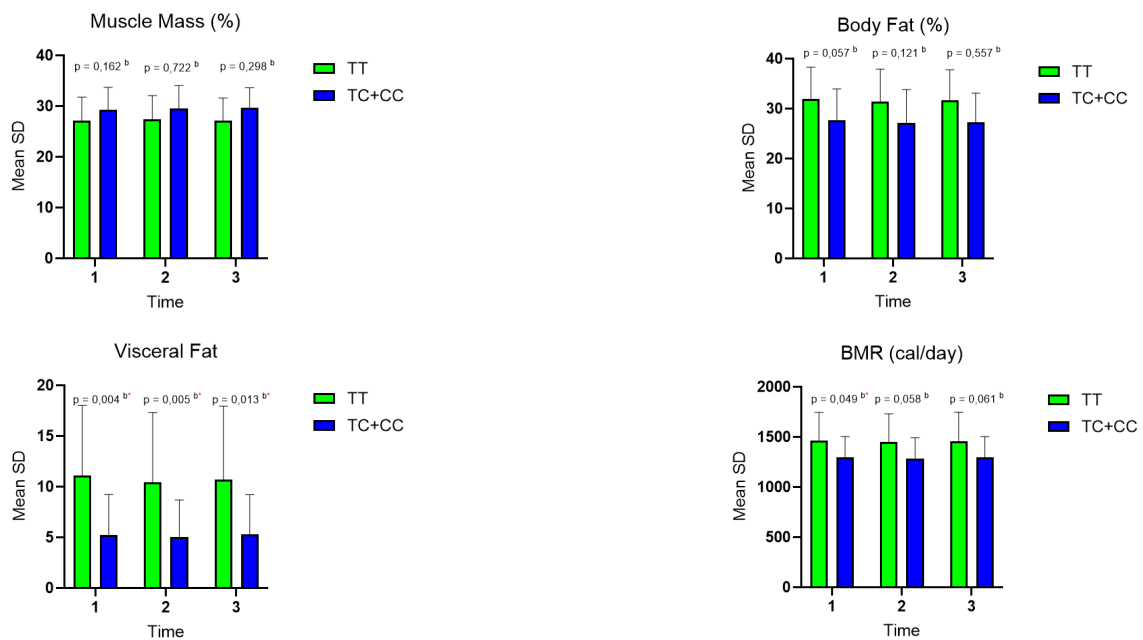 Muscle Mass (%)
40
30
20
10
0
Mean SD
p = 0,162 b
p = 0,722 b
p = 0,298 b
1
2
3
Time
TT
TC+CC
Body Fat (%)
40
30
20
10
0
Mean SD
p = 0,057 b
p = 0,121 b
p = 0,557 b
1
2
3
Time
TT
TC+CC
Visceral Fat
20
15
10
5
0
Mean SD
p = 0,004 b*
p = 0,005 b*
p = 0,013 b*
1
2
3
Time
TT
TC+CC
BMR (cal/day)
2000
1500
1000
500
0
Mean SD
p = 0,049 b*
p = 0,058 b
p = 0,061 b
1
2
3
Time
TT
TC+CC